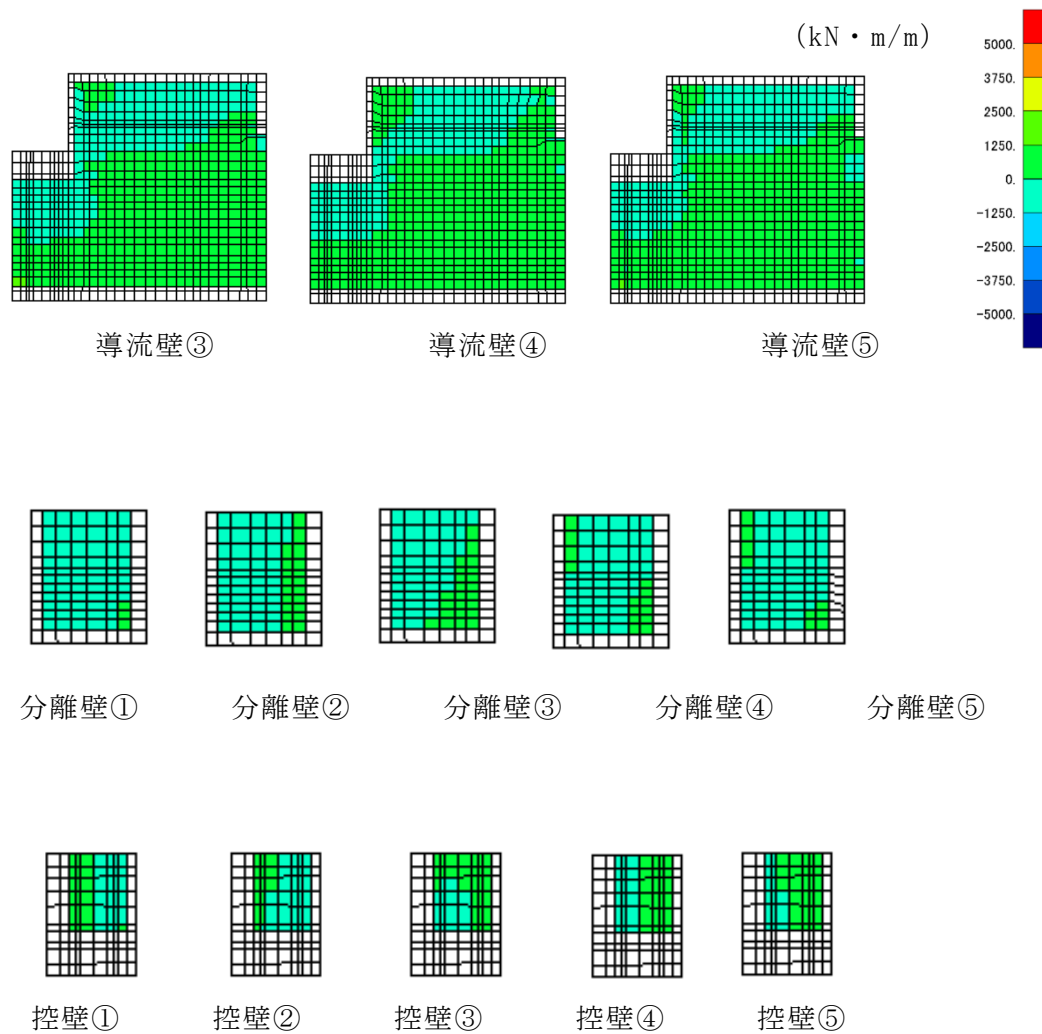 (kN・m/m)
5000.
3750.
2500.
1250.
0.
-1250.
-2500.
-3750.
-5000.
導流壁③ 導流壁④ 導流壁⑤
分離壁① 分離壁② 分離壁③ 分離壁④ 分離壁⑤
控壁① 控壁② 控壁③ 控壁④ 控壁⑤